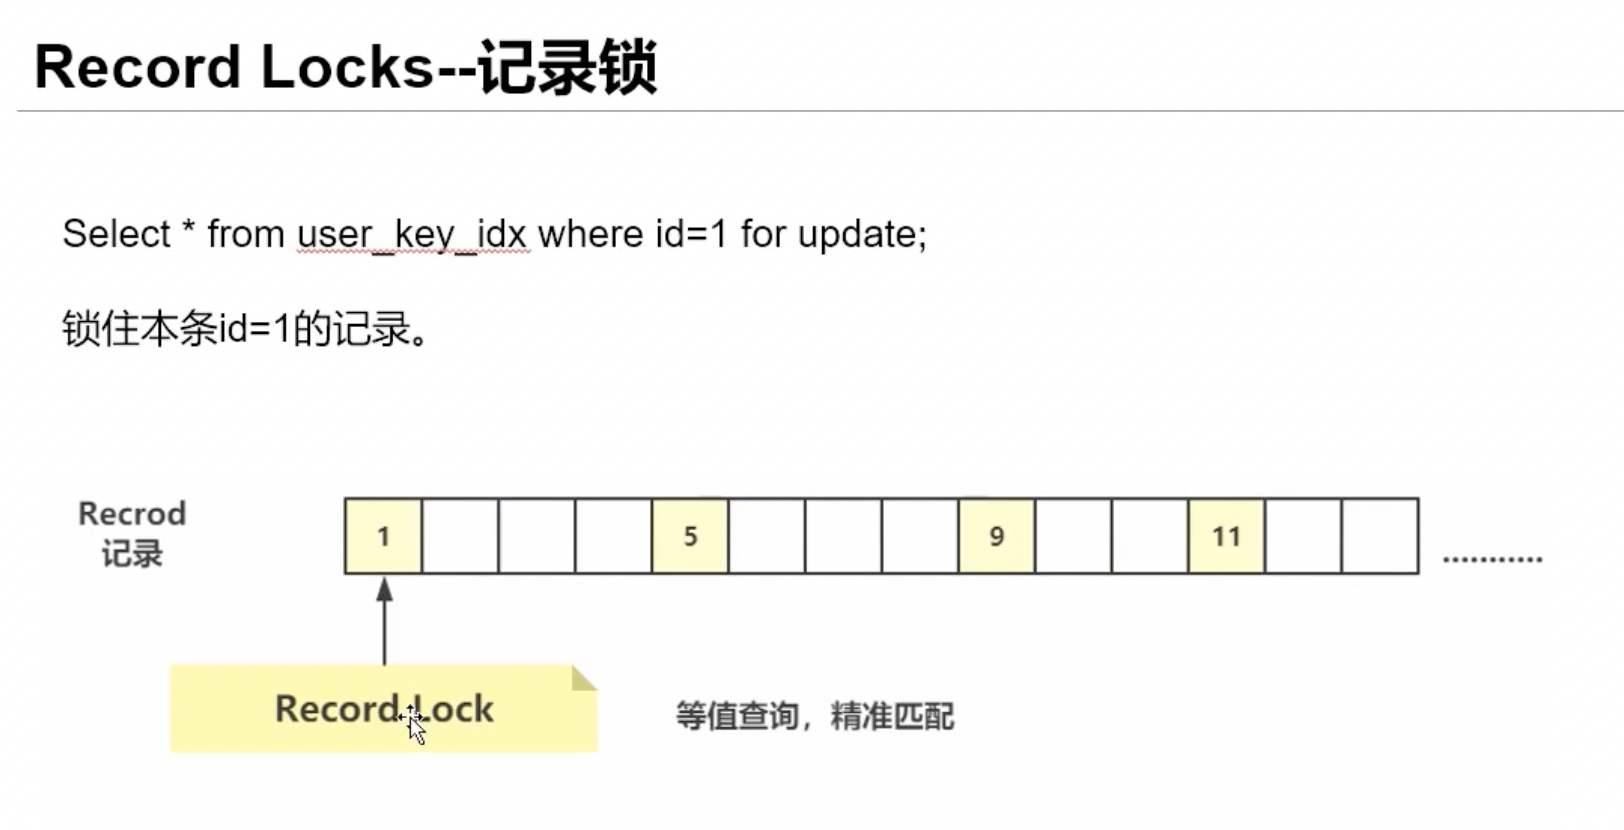 Record Locks--记录锁
Select * from user_key_idx where id=1 for update;
锁住本条id=1的记录。
Recrod
记录
1 5 9 11 ...........
Record Lock
等值查询，精准匹配